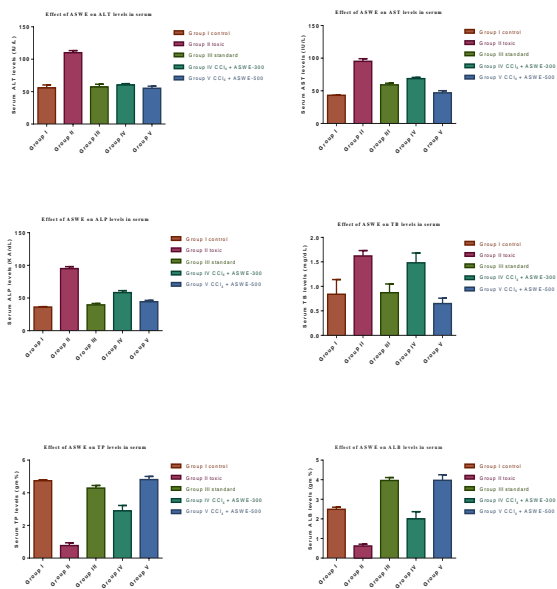 Effect of ASWE on ALT levels in serum
Serum ALT levels (IU/L)
150
100
50
0
Group I
Group II
Group III
Group IV
Group V
Group I control
Group II toxic
Group III standard
Group IV CCl4 + ASWE-300
Group V CCl4 + ASWE-500
Effect of ASWE on AST levels in serum
Serum AST levels (IU/L)
150
100
50
0
Group I
Group II
Group III
Group IV
Group V
Group I control
Group II toxic
Group III standard
Group IV CCl4 + ASWE-300
Group V CCl4 + ASWE-500
Effect of ASWE on ALP levels in serum
Serum ALP levels (KA/L)
150
100
50
0
Group I
Group II
Group III
Group IV
Group V
Group I control
Group II toxic
Group III standard
Group IV CCl4 + ASWE-300
Group V CCl4 + ASWE-500
Effect of ASWE on TB levels in serum
Serum TB levels (mg/dL)
2.0
1.5
1.0
0.5
0.0
Group I
Group II
Group III
Group IV
Group V
Group I control
Group II toxic
Group III standard
Group IV CCl4 + ASWE-300
Group V CCl4 + ASWE-500
Effect of ASWE on TP levels in serum
Serum TP levels (gm%)
6
4
2
0
Group I
Group II
Group III
Group IV
Group V
Group I control
Group II toxic
Group III standard
Group IV CCl4 + ASWE-300
Group V CCl4 + ASWE-500
Effect of ASWE on ALB levels in serum
Serum ALB levels (gm%)
5
4
3
2
1
0
Group I
Group II
Group III
Group IV
Group V
Group I control
Group II toxic
Group III standard
Group IV CCl4 + ASWE-300
Group V CCl4 + ASWE-500